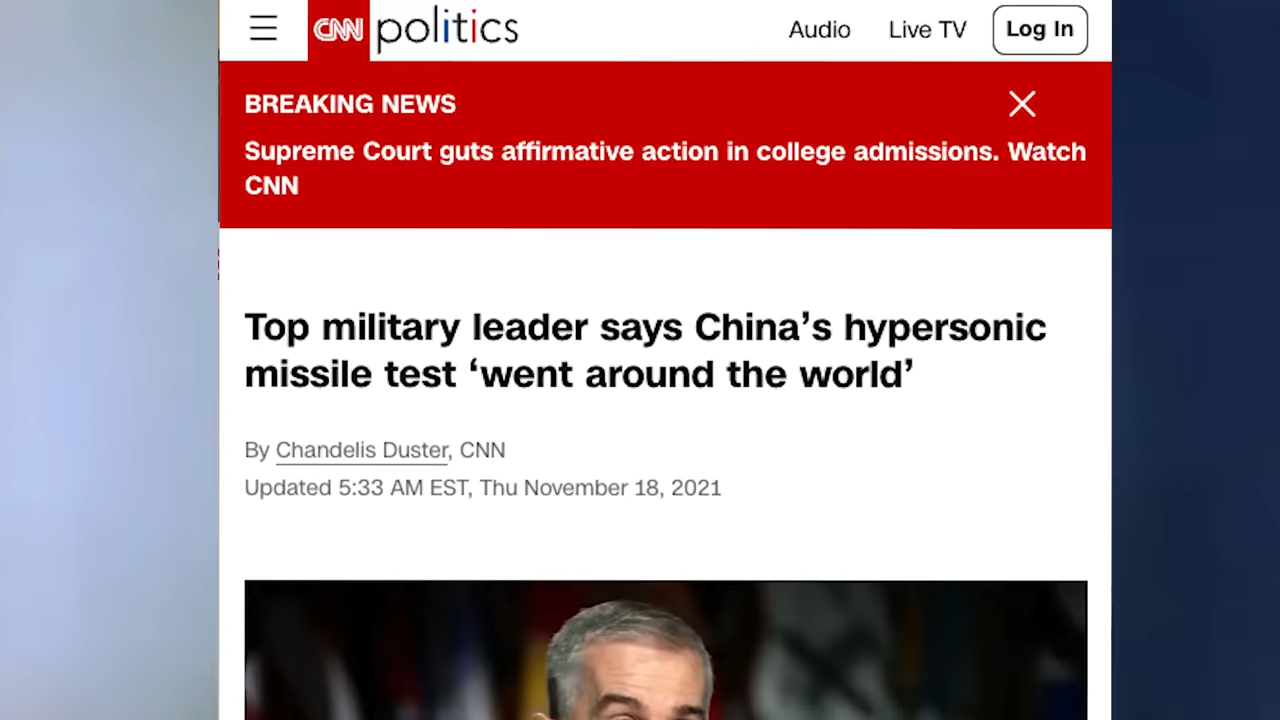 CNN politics
Audio
Live TV
Log In
BREAKING NEWS
Supreme Court guts affirmative action in college admissions. Watch
CNN
Top military leader says China’s hypersonic
missile test ‘went around the world’
By Chandelis Duster, CNN
Updated 5:33 AM EST, Thu November 18, 2021